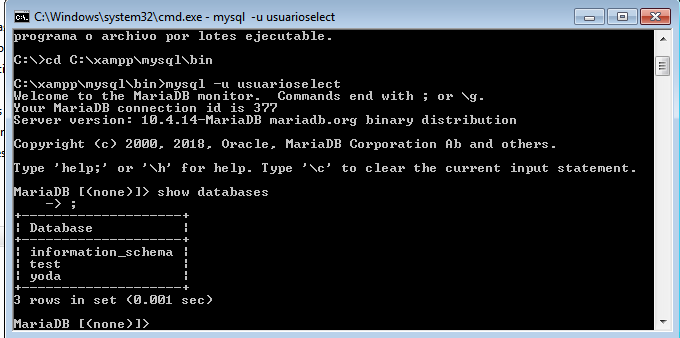 C:\Windows\system32\cmd.exe - mysql -u usuarioselect
programa o archivo por lotes ejecutable.
C:\>cd C:\xampp\mysql\bin
C:\xampp\mysql\bin>mysql -u usuarioselect
Welcome to the MariaDB monitor.  Commands end with ; or \g.
Your MariaDB connection id is 377
Server version: 10.4.14-MariaDB mariadb.org binary distribution
Copyright (c) 2000, 2018, Oracle, MariaDB Corporation Ab and others.
Type 'help;' or '\h' for help. Type '\c' to clear the current input statement.
MariaDB [(none)]> show databases
    -> ;
+--------------------+
| Database           |
+--------------------+
| information_schema |
| test               |
| yoda               |
+--------------------+
3 rows in set (0.001 sec)
MariaDB [(none)]>